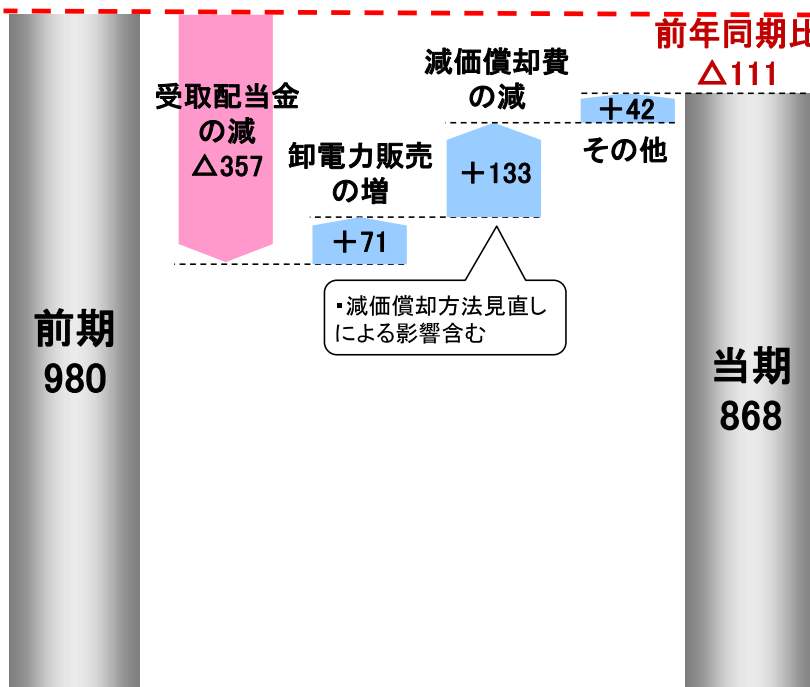 前期
980
受取配当金
の減
△357
卸電力販売
の増
＋71
減価償却費
の減
＋133
・減価償却方法見直し
による影響含む
＋42
その他
前年同期比
△111
当期
868